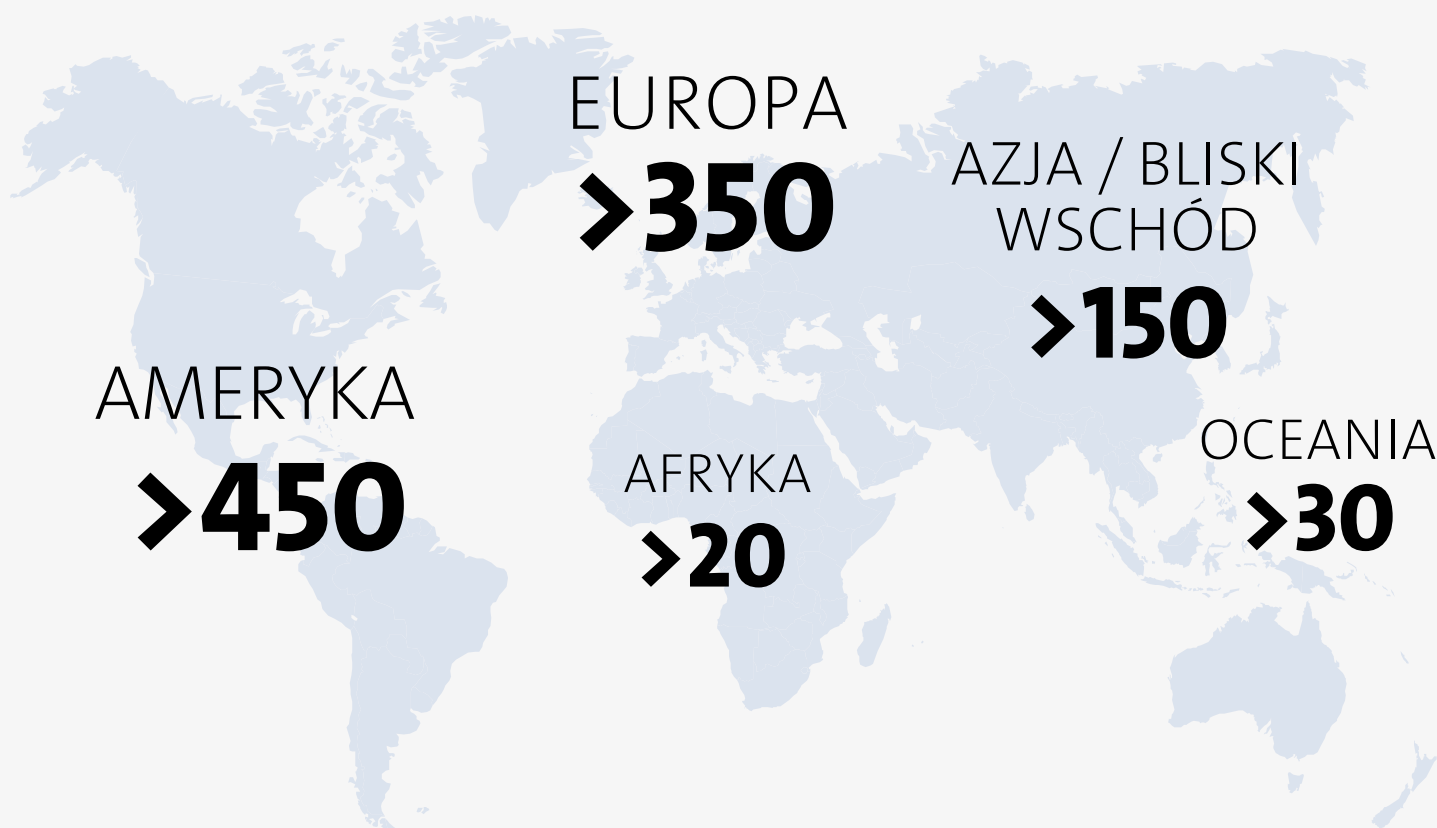 EUROPA
>350
AZJA / BLISKI
WSCHÓD
>150
AMERYKA
>450
AFRYKA
>20
OCEANIA
>30